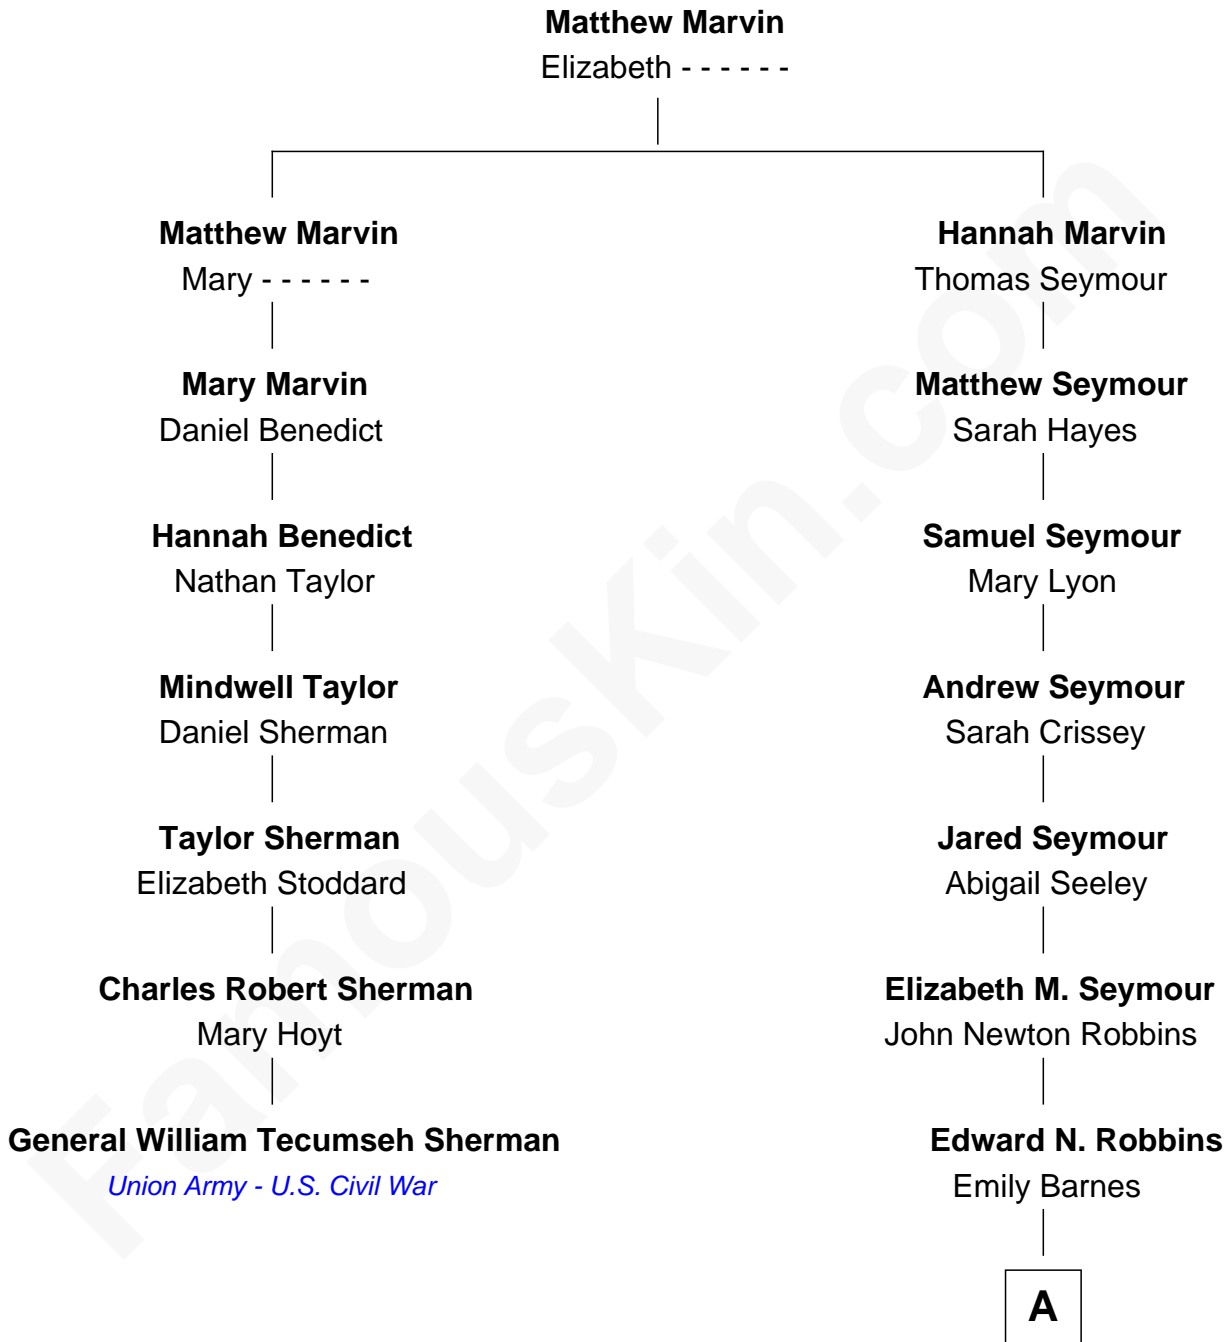 Matthew Marvin
Elizabeth - - - - - -
Matthew Marvin
Mary - - - - - -
Hannah Marvin
Thomas Seymour
Mary Marvin
Daniel Benedict
Matthew Seymour
Sarah Hayes
Hannah Benedict
Nathan Taylor
Samuel Seymour
Mary Lyon
Mindwell Taylor
Daniel Sherman
Andrew Seymour
Sarah Crissey
Taylor Sherman
Elizabeth Stoddard
Jared Seymour
Abigail Seeley
Charles Robert Sherman
Mary Hoyt
Elizabeth M. Seymour
John Newton Robbins
General William Tecumseh Sherman
Union Army - U.S. Civil War
Edward N. Robbins
Emily Barnes
A
FamousKin.com